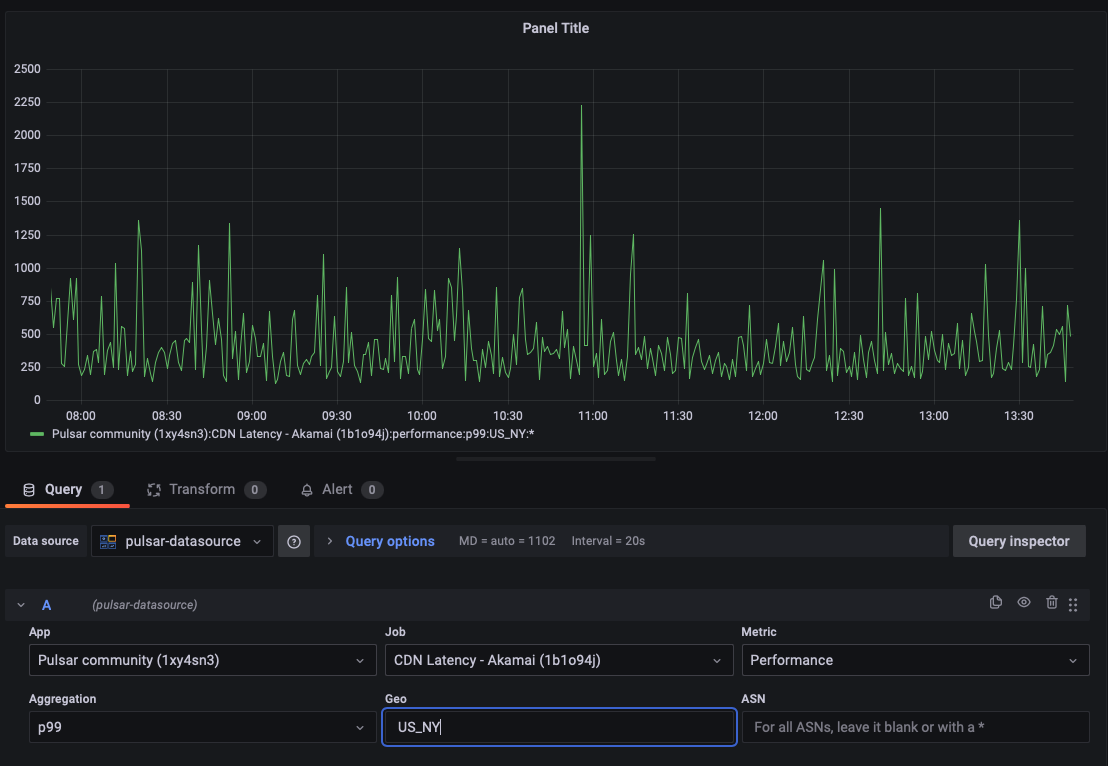 Panel Title
2500
2250
2000
1750
1500
1250
1000
750
500
250
0
08:00 08:30 09:00 09:30 10:00 10:30 11:00 11:30 12:00 12:30 13:00 13:30
Pulsar community (1xy4sn3):CDN Latency - Akamai (1b1o94j):performance:p99:US_NY:*
Query 1 Transform 0 Alert 0
Data source pulsar-datasource Query options MD = auto = 1102 Interval = 20s Query inspector
A (pulsar-datasource)
App Job Metric
Pulsar community (1xy4sn3) CDN Latency - Akamai (1b1o94j) Performance
Aggregation Geo ASN
p99 US_NY For all ASNs, leave it blank or with a *